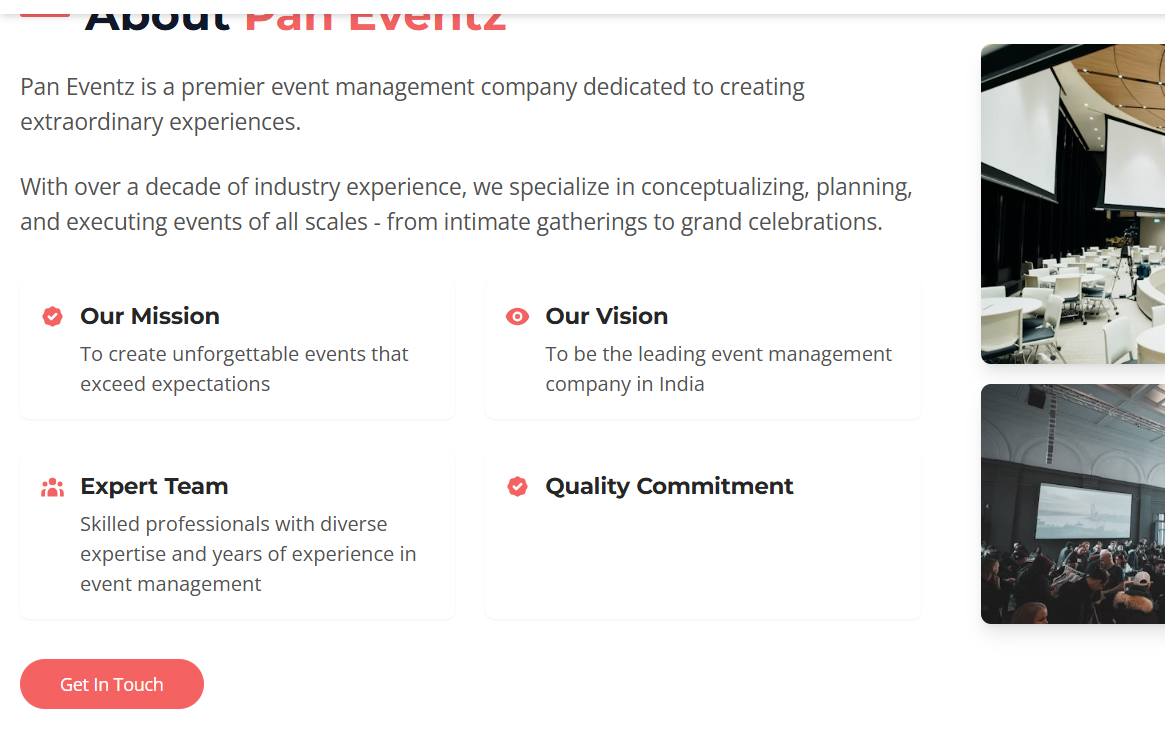 About Pan Eventz
Pan Eventz is a premier event management company dedicated to creating
extraordinary experiences.
With over a decade of industry experience, we specialize in conceptualizing, planning,
and executing events of all scales - from intimate gatherings to grand celebrations.
Our Mission
To create unforgettable events that
exceed expectations
Our Vision
To be the leading event management
company in India
Expert Team
Skilled professionals with diverse
expertise and years of experience in
event management
Quality Commitment
Get In Touch